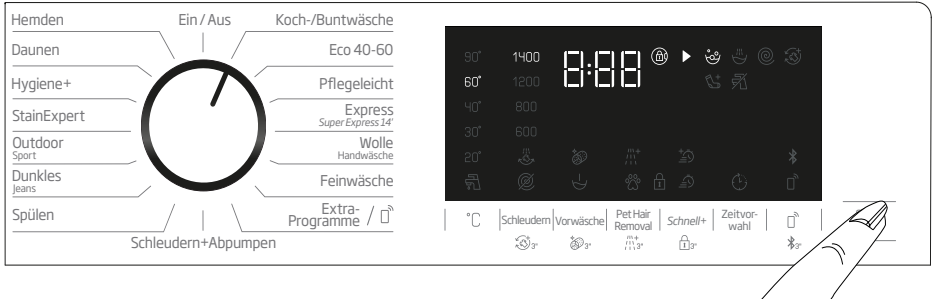 Hemden
Ein / Aus
Koch-/Buntwäsche
Daunen
Eco 40-60
Hygiene+
Pflegeleicht
StainExpert
Express
Super Express 14'
Outdoor
Sport
Wolle
Handwäsche
Dunkles
Jeans
Feinwäsche
Spülen
Extra-
Programme /
Schleudern+Abpumpen
90° 1400 8:88
60° 1200
40° 800
30° 600
20°
°C
Schleudern
Vorwäsche
Pet Hair
Removal
Schnell+
Zeitvor-
wahl
3"
3"
3"
3"
3"